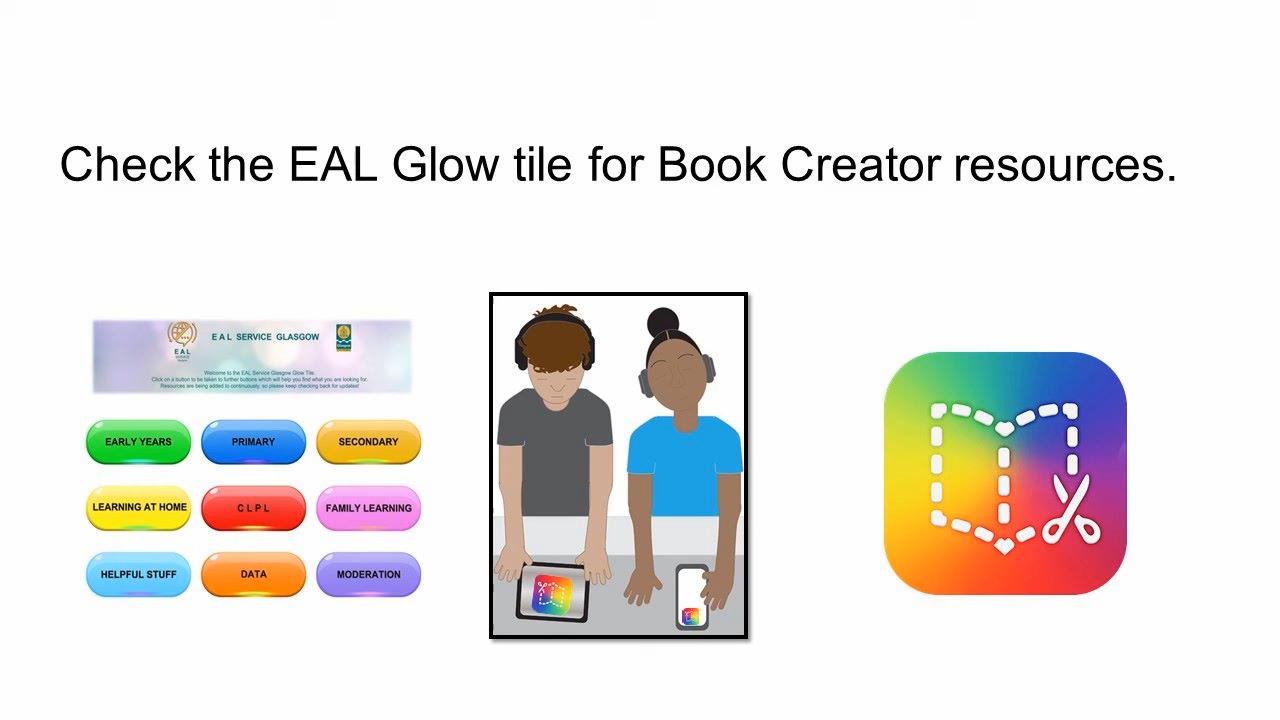 Check the EAL Glow tile for Book Creator resources.
EAL
SERVICE
EAL SERVICE GLASGOW
Welcome to the EAL Service Glasgow Glow Tile.
Click on a button to be taken to further buttons which will help you find what you are looking for.
Resources are being added to continuously, so please keep checking back for updates!
EARLY YEARS
PRIMARY
SECONDARY
LEARNING AT HOME
C L P L
FAMILY LEARNING
HELPFUL STUFF
DATA
MODERATION